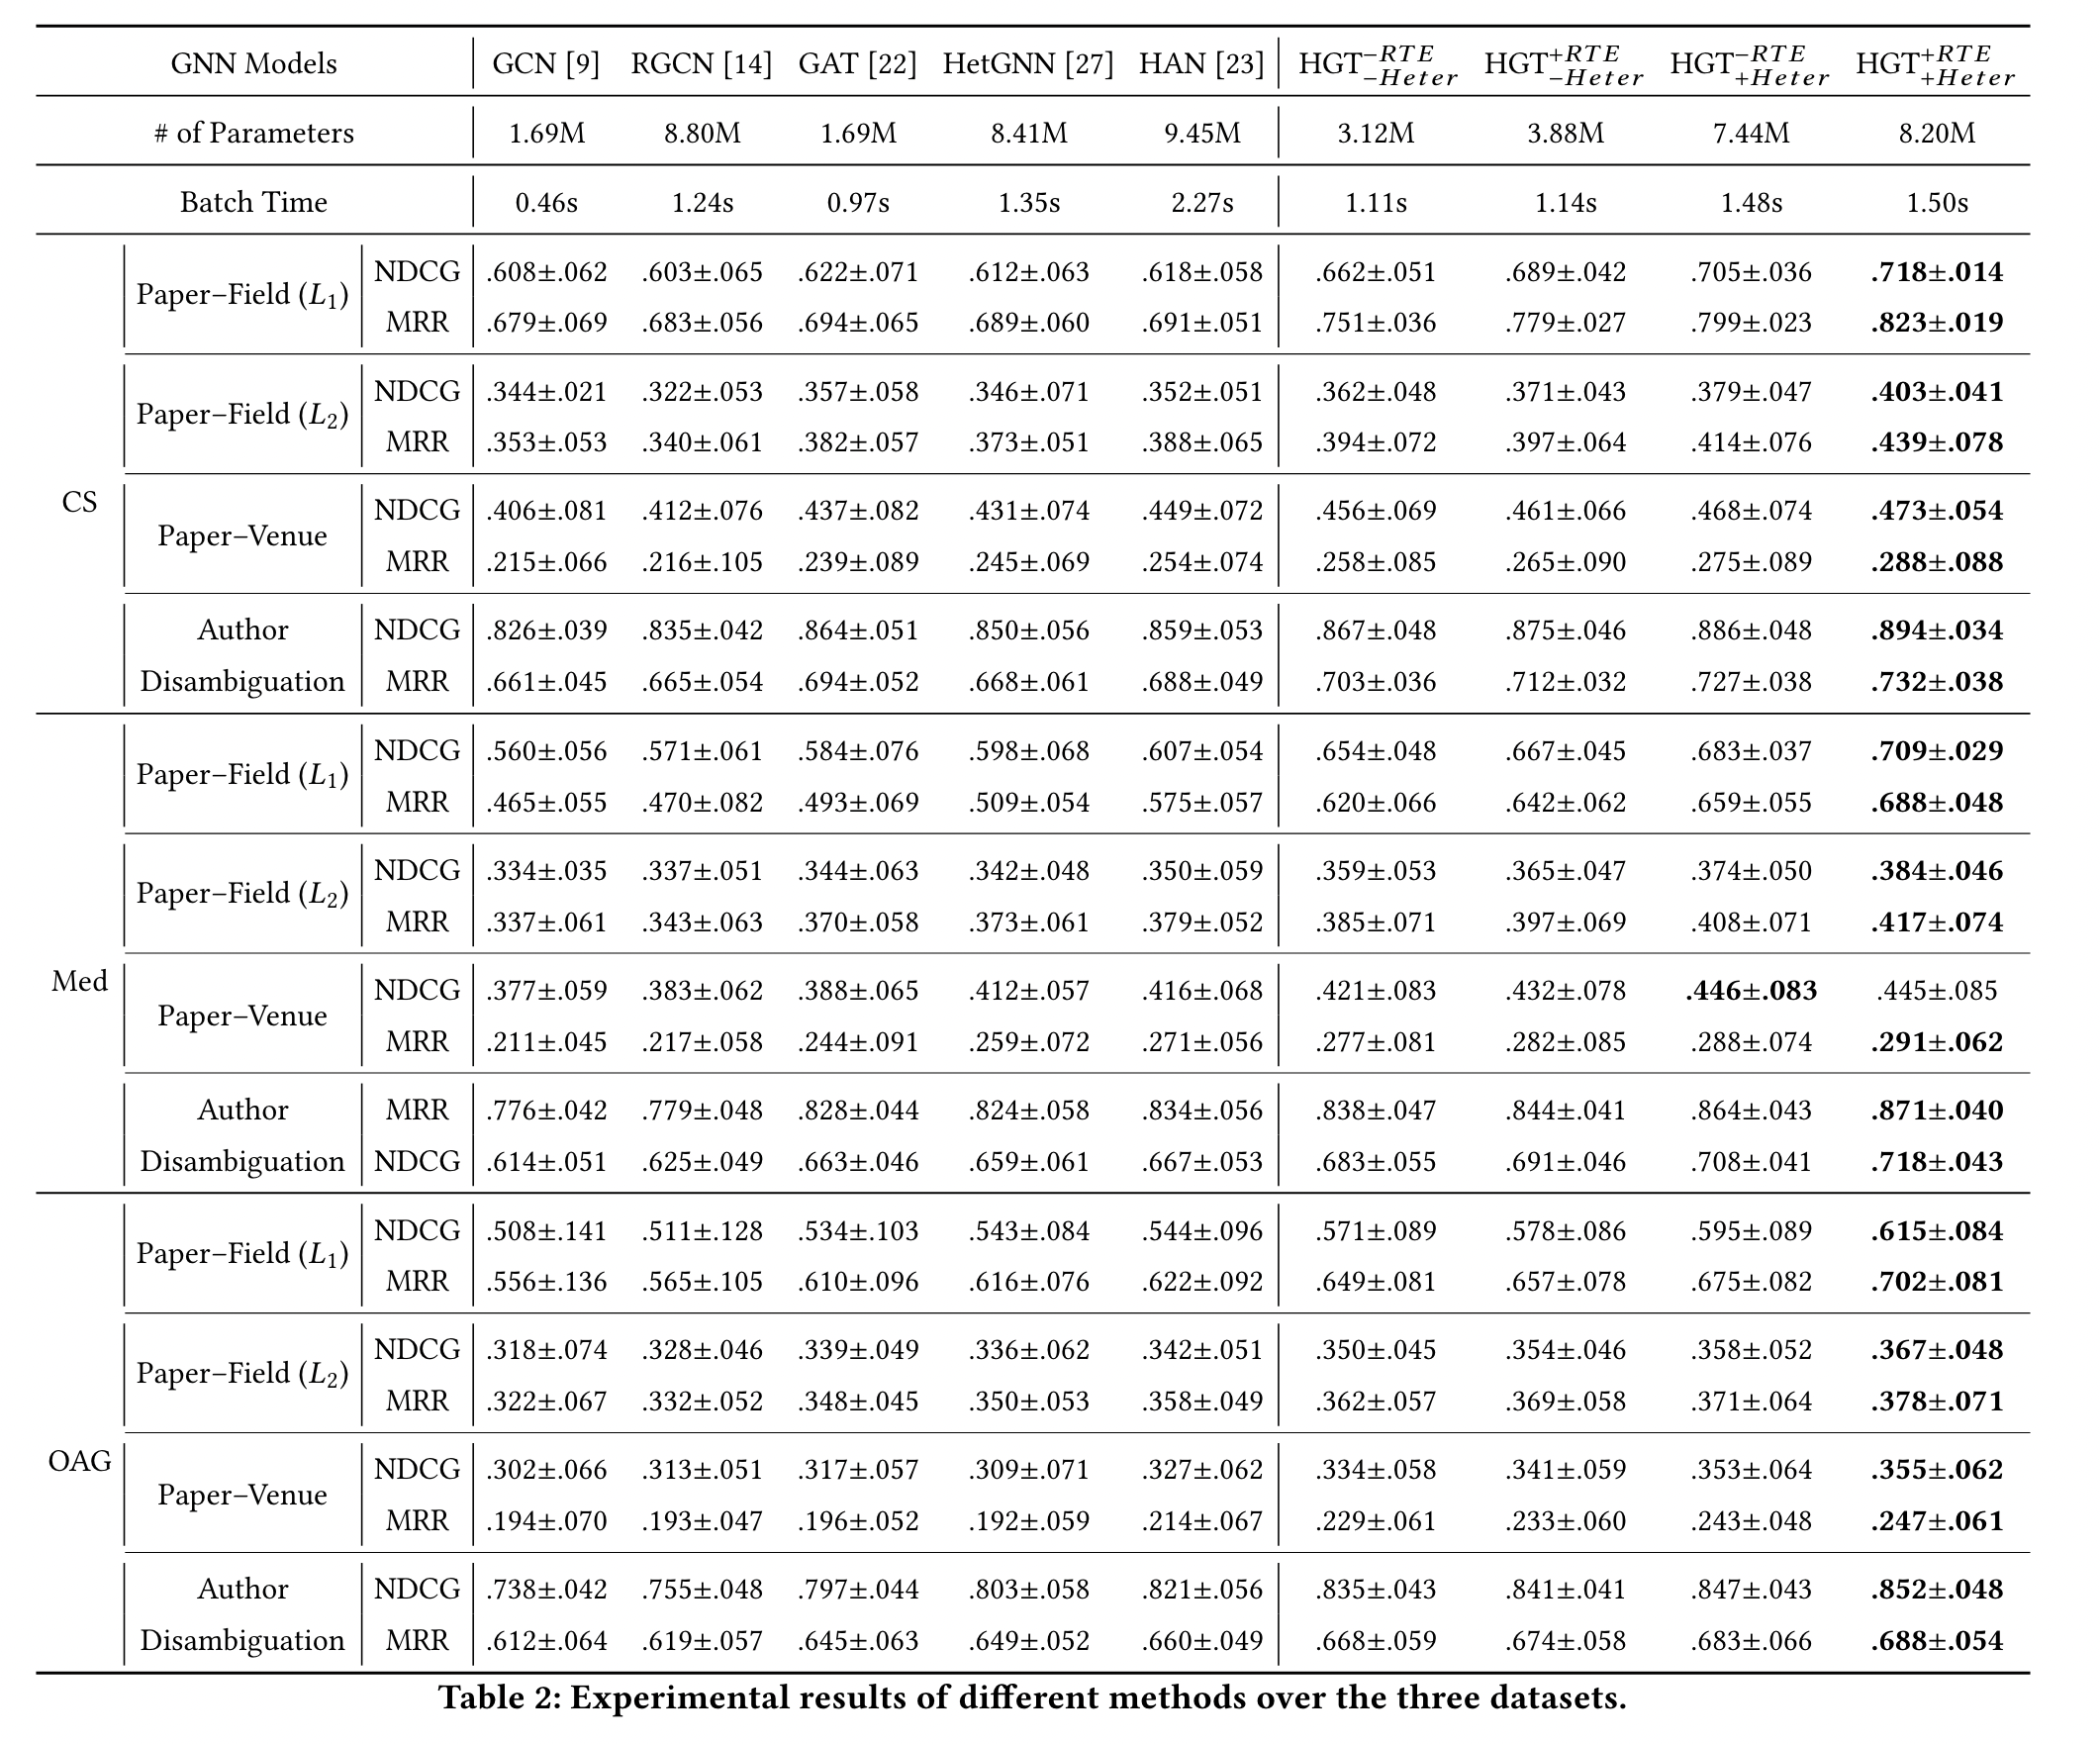 GNN Models GCN [9] RGCN [14] GAT [22] HetGNN [27] HAN [23] HGT−RTE−Heter HGT+RTE−Heter HGT−RTE+Heter HGT+RTE+Heter
# of Parameters 1.69M 8.80M 1.69M 8.41M 9.45M 3.12M 3.88M 7.44M 8.20M
Batch Time 0.46s 1.24s 0.97s 1.35s 2.27s 1.11s 1.14s 1.48s 1.50s
CS
Paper–Field (L1)
NDCG .608±.062 .603±.065 .622±.071 .612±.063 .618±.058 .662±.051 .689±.042 .705±.036 .718±.014
MRR .679±.069 .683±.056 .694±.065 .689±.060 .691±.051 .751±.036 .779±.027 .799±.023 .823±.019
Paper–Field (L2)
NDCG .344±.021 .322±.053 .357±.058 .346±.071 .352±.051 .362±.048 .371±.043 .379±.047 .403±.041
MRR .353±.053 .340±.061 .382±.057 .373±.051 .388±.065 .394±.072 .397±.064 .414±.076 .439±.078
Paper–Venue
NDCG .406±.081 .412±.076 .437±.082 .431±.074 .449±.072 .456±.069 .461±.066 .468±.074 .473±.054
MRR .215±.066 .216±.105 .239±.089 .245±.069 .254±.074 .258±.085 .265±.090 .275±.089 .288±.088
Author NDCG .826±.039 .835±.042 .864±.051 .850±.056 .859±.053 .867±.048 .875±.046 .886±.048 .894±.034
Disambiguation MRR .661±.045 .665±.054 .694±.052 .668±.061 .688±.049 .703±.036 .712±.032 .727±.038 .732±.038
Med
Paper–Field (L1)
NDCG .560±.056 .571±.061 .584±.076 .598±.068 .607±.054 .654±.048 .667±.045 .683±.037 .709±.029
MRR .465±.055 .470±.082 .493±.069 .509±.054 .575±.057 .620±.066 .642±.062 .659±.055 .688±.048
Paper–Field (L2)
NDCG .334±.035 .337±.051 .344±.063 .342±.048 .350±.059 .359±.053 .365±.047 .374±.050 .384±.046
MRR .337±.061 .343±.063 .370±.058 .373±.061 .379±.052 .385±.071 .397±.069 .408±.071 .417±.074
Paper–Venue
NDCG .377±.059 .383±.062 .388±.065 .412±.057 .416±.068 .421±.083 .432±.078 .446±.083 .445±.085
MRR .211±.045 .217±.058 .244±.091 .259±.072 .271±.056 .277±.081 .282±.085 .288±.074 .291±.062
Author MRR .776±.042 .779±.048 .828±.044 .824±.058 .834±.056 .838±.047 .844±.041 .864±.043 .871±.040
Disambiguation NDCG .614±.051 .625±.049 .663±.046 .659±.061 .667±.053 .683±.055 .691±.046 .708±.041 .718±.043
OAG
Paper–Field (L1)
NDCG .508±.141 .511±.128 .534±.103 .543±.084 .544±.096 .571±.089 .578±.086 .595±.089 .615±.084
MRR .556±.136 .565±.105 .610±.096 .616±.076 .622±.092 .649±.081 .657±.078 .675±.082 .702±.081
Paper–Field (L2)
NDCG .318±.074 .328±.046 .339±.049 .336±.062 .342±.051 .350±.045 .354±.046 .358±.052 .367±.048
MRR .322±.067 .332±.052 .348±.045 .350±.053 .358±.049 .362±.057 .369±.058 .371±.064 .378±.071
Paper–Venue
NDCG .302±.066 .313±.051 .317±.057 .309±.071 .327±.062 .334±.058 .341±.059 .353±.064 .355±.062
MRR .194±.070 .193±.047 .196±.052 .192±.059 .214±.067 .229±.061 .233±.060 .243±.048 .247±.061
Author NDCG .738±.042 .755±.048 .797±.044 .803±.058 .821±.056 .835±.043 .841±.041 .847±.043 .852±.048
Disambiguation MRR .612±.064 .619±.057 .645±.063 .649±.052 .660±.049 .668±.059 .674±.058 .683±.066 .688±.054
Table 2: Experimental results of different methods over the three datasets.